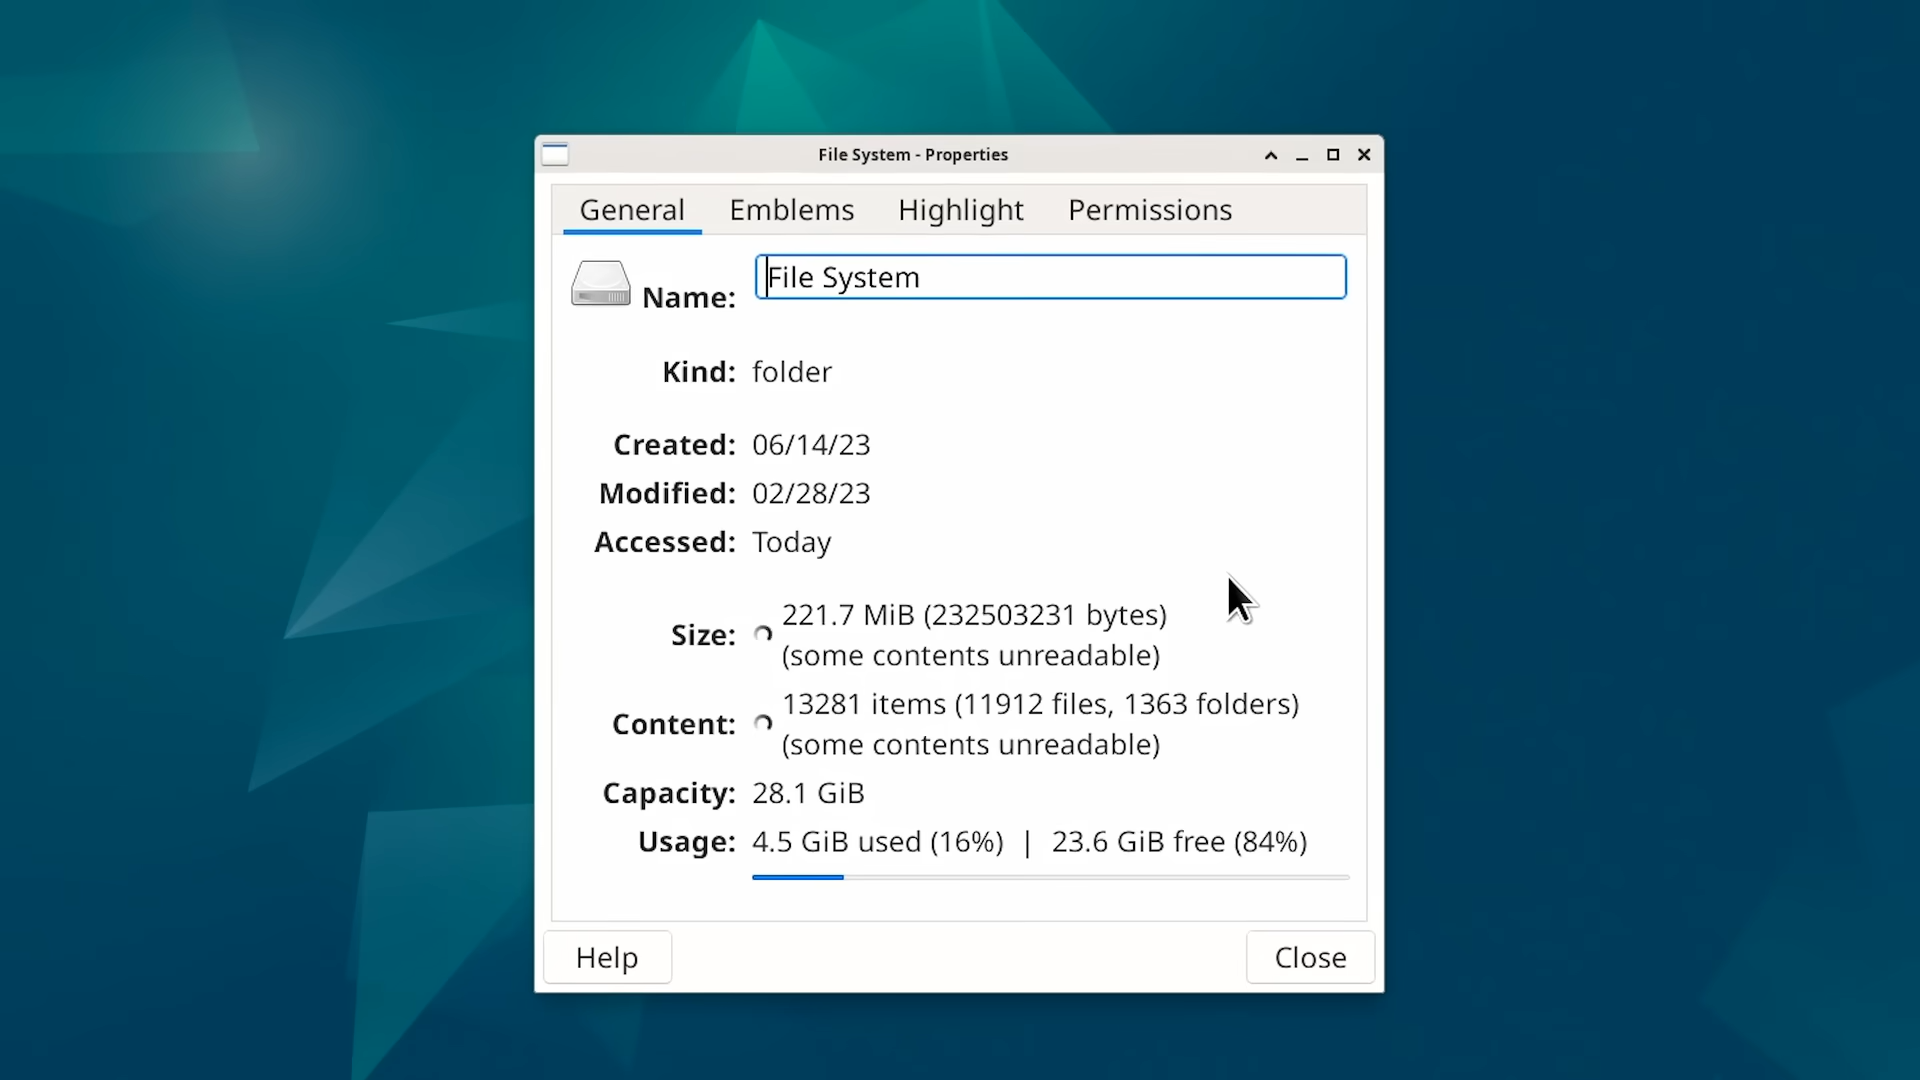 File System - Properties
General Emblems Highlight Permissions
Name: File System
Kind: folder
Created: 06/14/23
Modified: 02/28/23
Accessed: Today
Size: 221.7 MiB (232503231 bytes)
(some contents unreadable)
Content: 13281 items (11912 files, 1363 folders)
(some contents unreadable)
Capacity: 28.1 GiB
Usage: 4.5 GiB used (16%) | 23.6 GiB free (84%)
Help Close